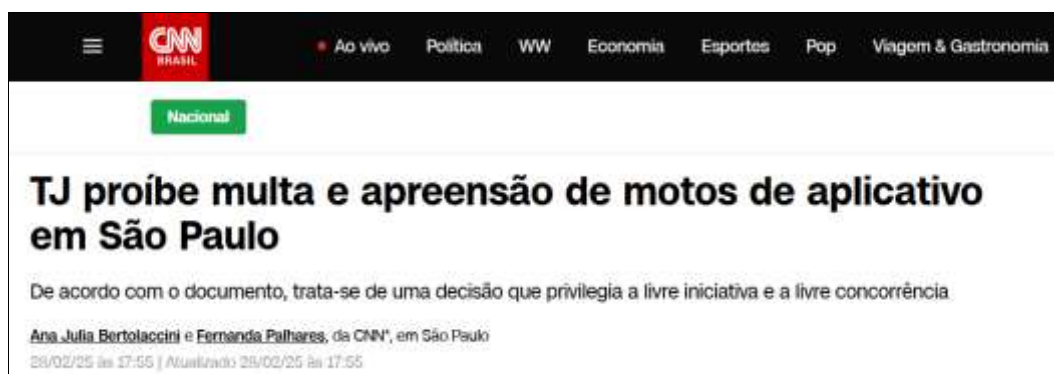 CNN
BRASIL
Ao vivo Política WW Economia Esportes Pop Viagem & Gastronomia
Nacional
TJ proíbe multa e apreensão de motos de aplicativo
em São Paulo
De acordo com o documento, trata-se de uma decisão que privilegia a livre iniciativa e a livre concorrência
Ana Julia Bertolaccini e Fernanda Palhares, da CNN*, em São Paulo
28/02/25 às 17:55 | Atualizado 28/02/25 às 17:55